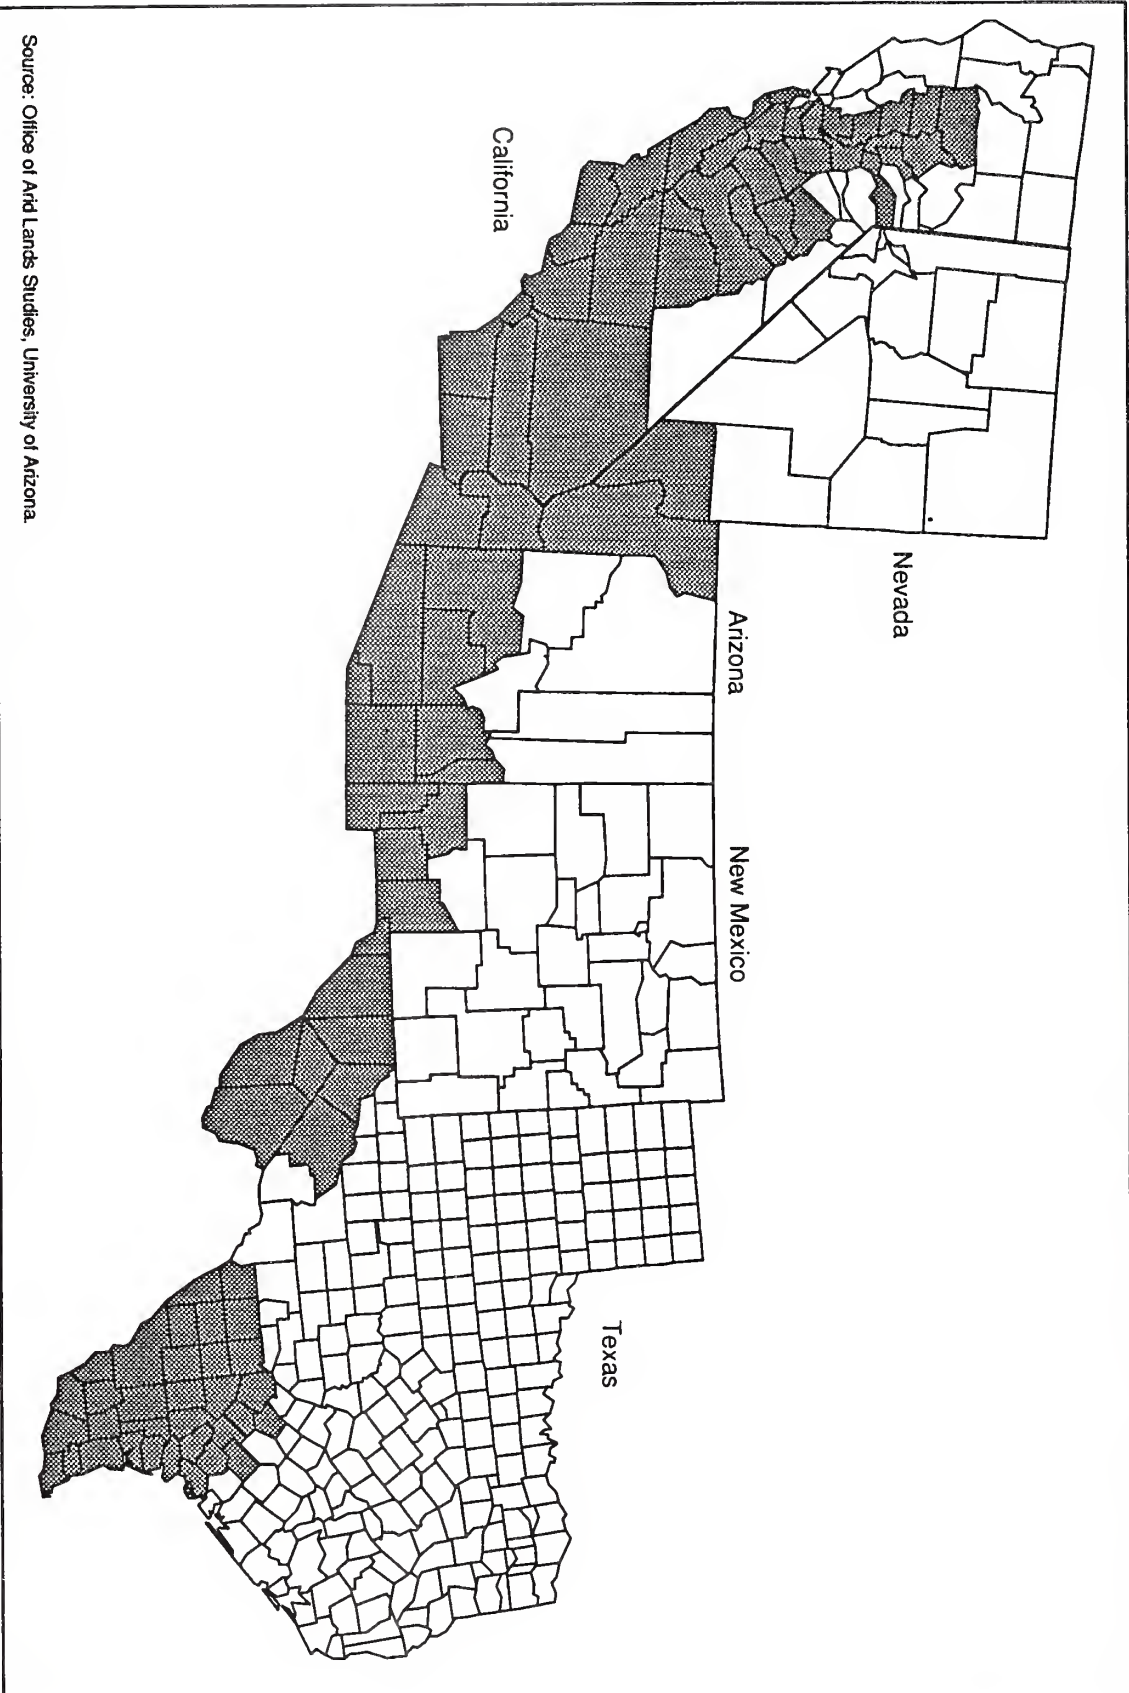 Nevada
Arizona
New Mexico
Texas
California
Source: Office of Arid Lands Studies, University of Arizona.